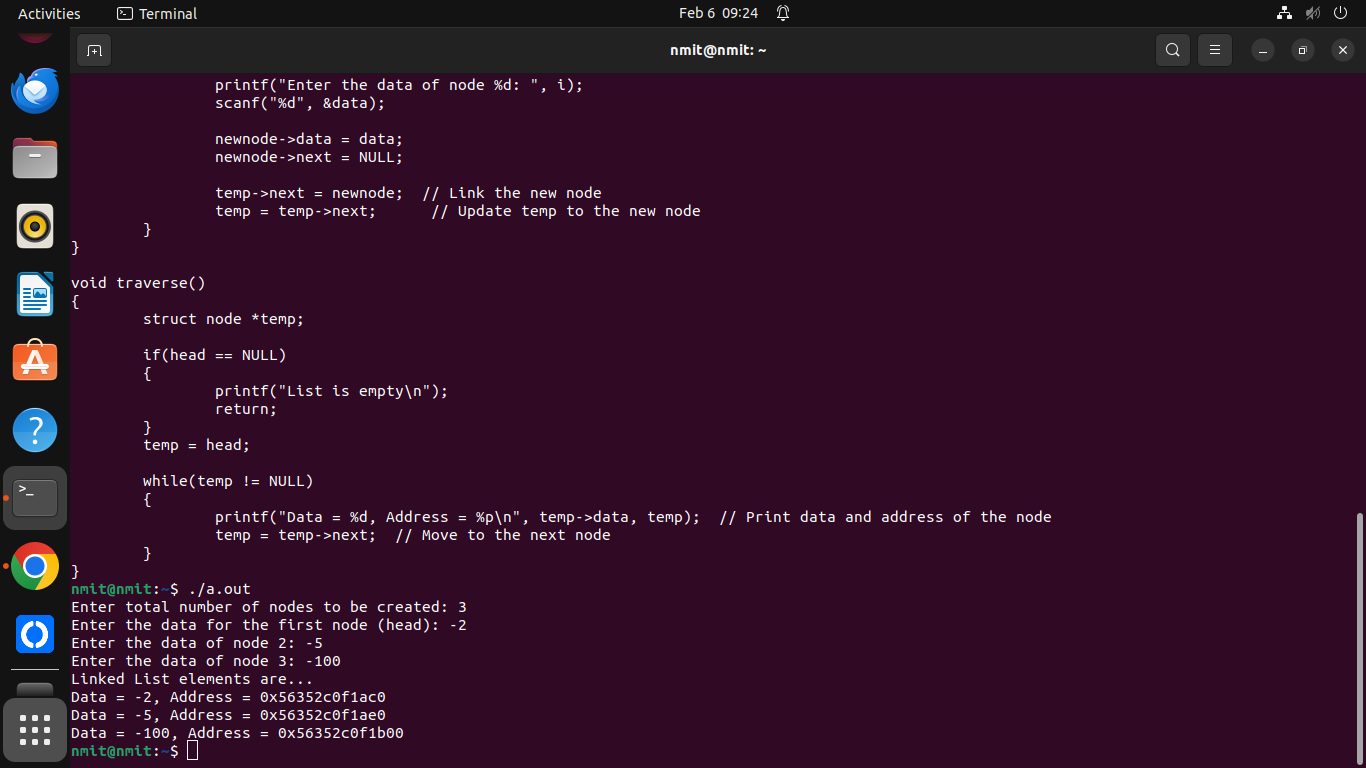 Activities
Terminal
Feb 6 09:24
nmit@nmit: ~
                printf("Enter the data of node %d: ", i);
                scanf("%d", &data);

                newnode->data = data;
                newnode->next = NULL;

                temp->next = newnode;  // Link the new node
                temp = temp->next;      // Update temp to the new node
        }
}

void traverse()
{
        struct node *temp;

        if(head == NULL)
        {
                printf("List is empty\n");
                return;
        }
        temp = head;

        while(temp != NULL)
        {
                printf("Data = %d, Address = %p\n", temp->data, temp);  // Print data and address of the node
                temp = temp->next;  // Move to the next node
        }
}
nmit@nmit:~$ ./a.out
Enter total number of nodes to be created: 3
Enter the data for the first node (head): -2
Enter the data of node 2: -5
Enter the data of node 3: -100
Linked List elements are...
Data = -2, Address = 0x56352c0f1ac0
Data = -5, Address = 0x56352c0f1ae0
Data = -100, Address = 0x56352c0f1b00
nmit@nmit:~$